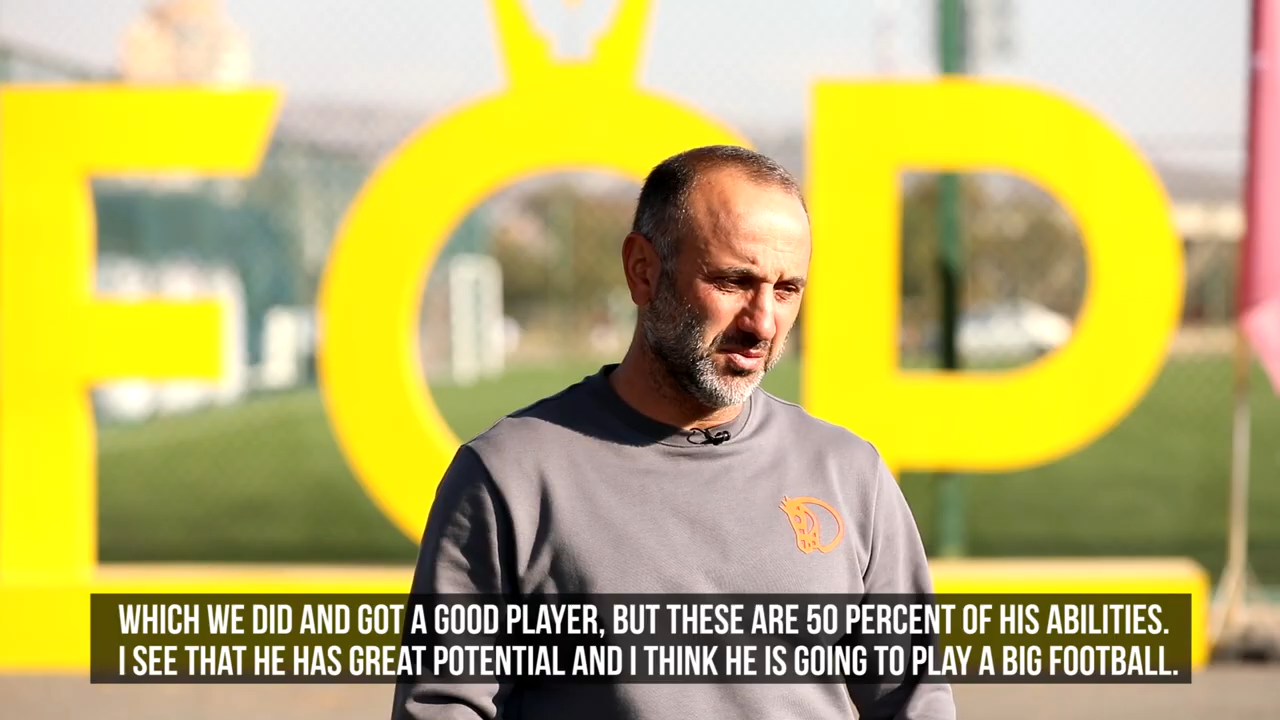 FCP
WHICH WE DID AND GOT A GOOD PLAYER, BUT THESE ARE 50 PERCENT OF HIS ABILITIES.
I SEE THAT HE HAS GREAT POTENTIAL AND I THINK HE IS GOING TO PLAY A BIG FOOTBALL.